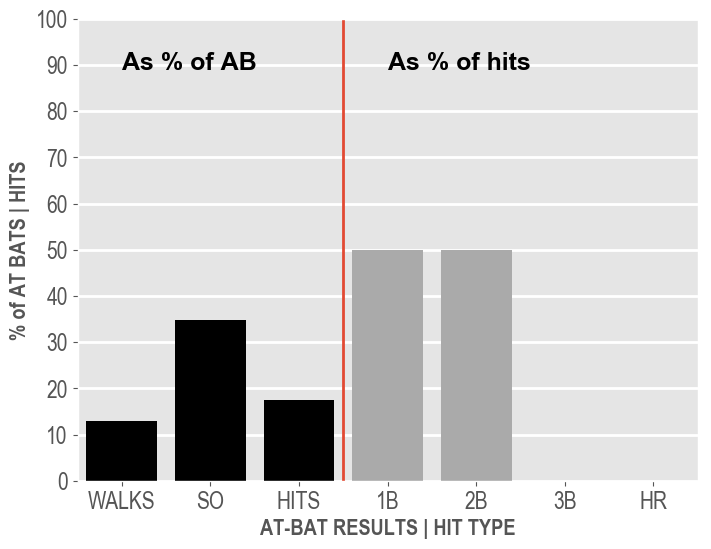 As % of AB
As % of hits
100
90
80
70
60
50
40
30
20
10
0
% of AT BATS | HITS
WALKS SO HITS 1B 2B 3B HR
AT-BAT RESULTS | HIT TYPE